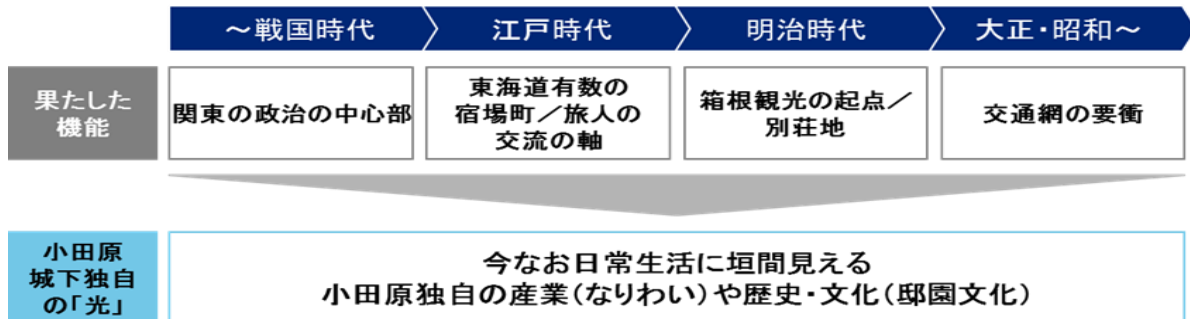 ～戦国時代
江戸時代
明治時代
大正・昭和～
果たした
機能
関東の政治の中心部
東海道有数の
宿場町／旅人の
交流の軸
箱根観光の起点／
別荘地
交通網の要衝
小田原
城下独自
の「光」
今なお日常生活に垣間見える
小田原独自の産業(なりわい)や歴史・文化(邸園文化)